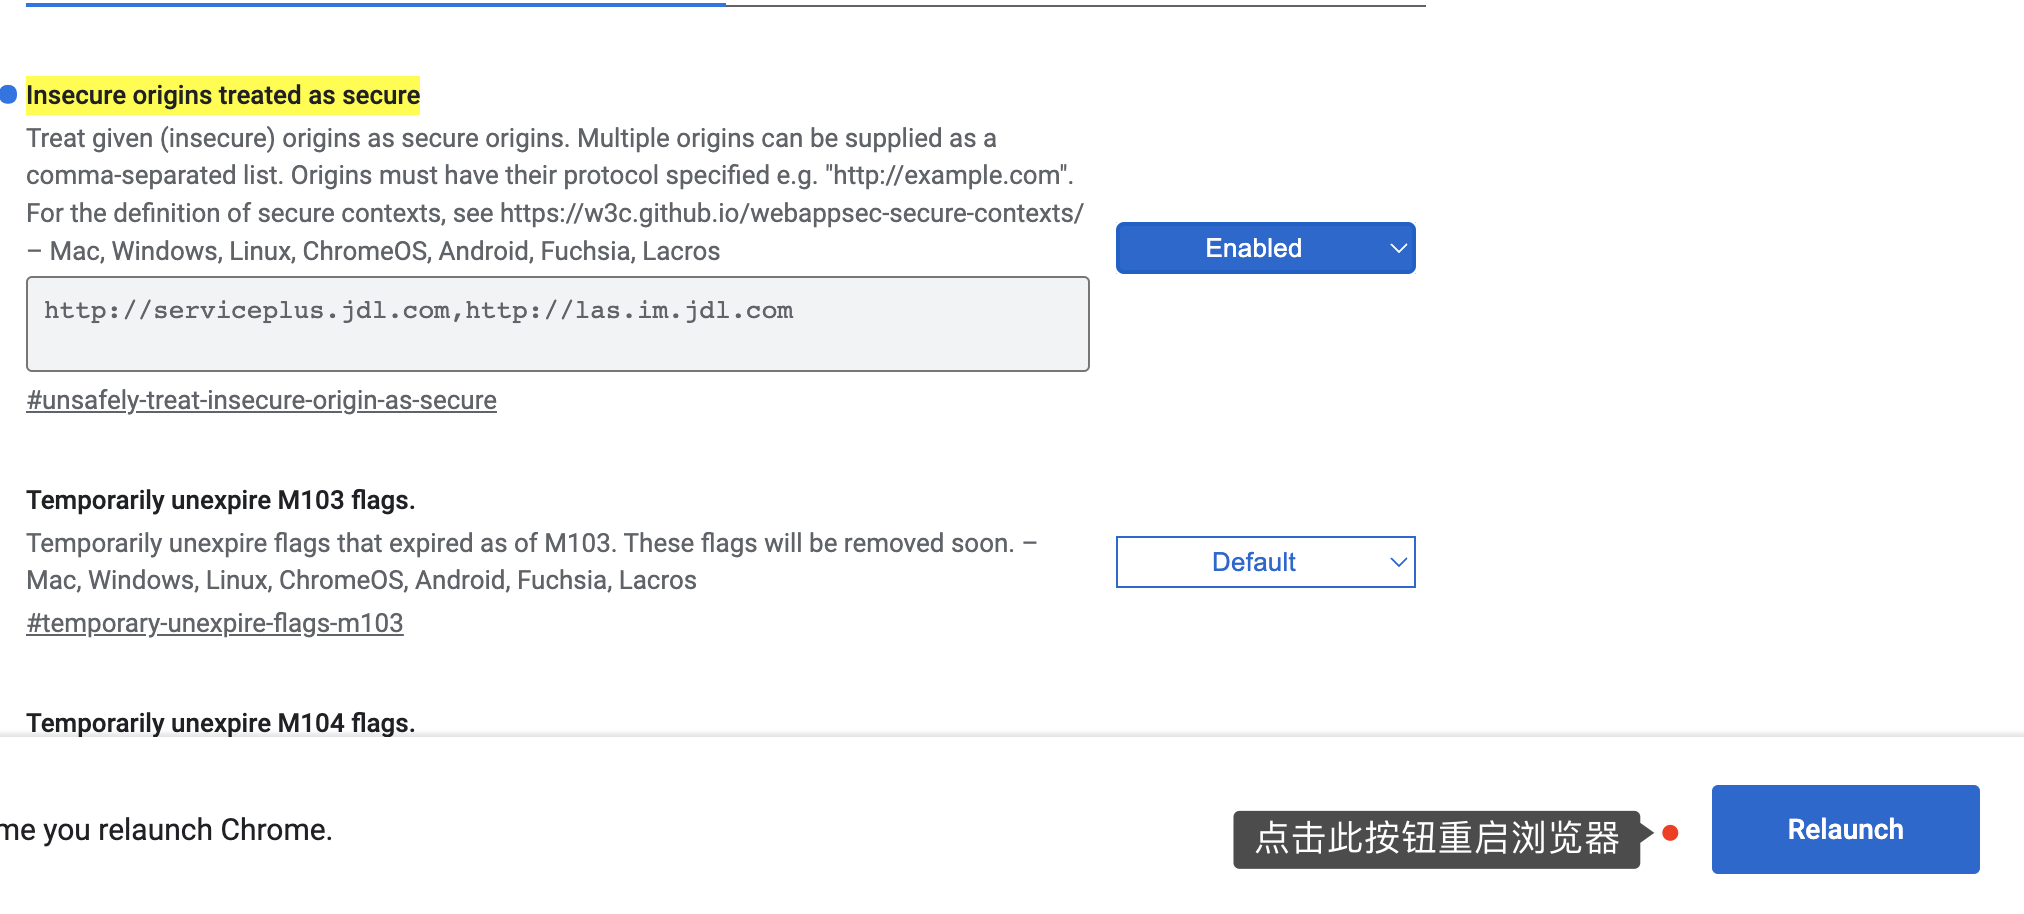 Insecure origins treated as secure
Treat given (insecure) origins as secure origins. Multiple origins can be supplied as a
comma-separated list. Origins must have their protocol specified e.g. "http://example.com".
For the definition of secure contexts, see https://w3c.github.io/webappsec-secure-contexts/
– Mac, Windows, Linux, ChromeOS, Android, Fuchsia, Lacros
Enabled
http://serviceplus.jdl.com,http://las.im.jdl.com
#unsafely-treat-insecure-origin-as-secure
Temporarily unexpire M103 flags.
Temporarily unexpire flags that expired as of M103. These flags will be removed soon. –
Mac, Windows, Linux, ChromeOS, Android, Fuchsia, Lacros
Default
#temporary-unexpire-flags-m103
Temporarily unexpire M104 flags.
me you relaunch Chrome.
点击此按钮重启浏览器
Relaunch